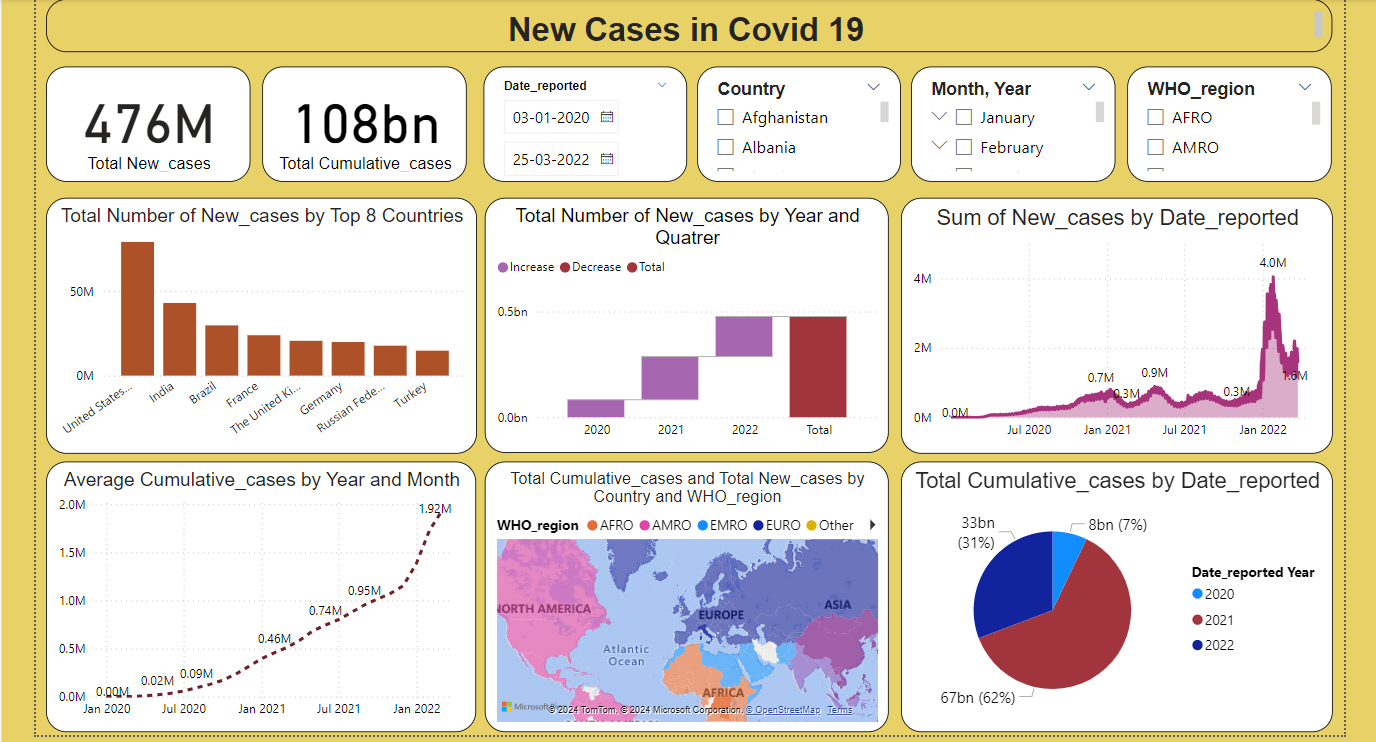 New Cases in Covid 19
476M
Total New_cases
108bn
Total Cumulative_cases
Date_reported
03-01-2020
25-03-2022
Country
Afghanistan
Albania
Month, Year
January
February
WHO_region
AFRO
AMRO
Total Number of New_cases by Top 8 Countries
50M
0M
United States...
India
Brazil
France
The United Ki...
Germany
Russian Fede...
Turkey
Total Number of New_cases by Year and
Quatrer
Increase Decrease Total
0.5bn
0.0bn
2020 2021 2022 Total
Sum of New_cases by Date_reported
4M
2M
0M
0.0M
0.7M
0.3M
0.9M
0.3M
4.0M
1.6M
Jul 2020 Jan 2021 Jul 2021 Jan 2022
Average Cumulative_cases by Year and Month
2.0M
1.5M
1.0M
0.5M
0.0M
0.00M
0.02M
0.09M
0.46M
0.74M
0.95M
1.92M
Jan 2020 Jul 2020 Jan 2021 Jul 2021 Jan 2022
Total Cumulative_cases and Total New_cases by
Country and WHO_region
WHO_region AFRO AMRO EMRO EURO Other
NORTH AMERICA
EUROPE
ASIA
Atlantic
Ocean
AFRICA
© 2024 TomTom, © 2024 Microsoft Corporation, © OpenStreetMap Terms
Total Cumulative_cases by Date_reported
33bn
(31%)
8bn (7%)
67bn (62%)
Date_reported Year
2020
2021
2022